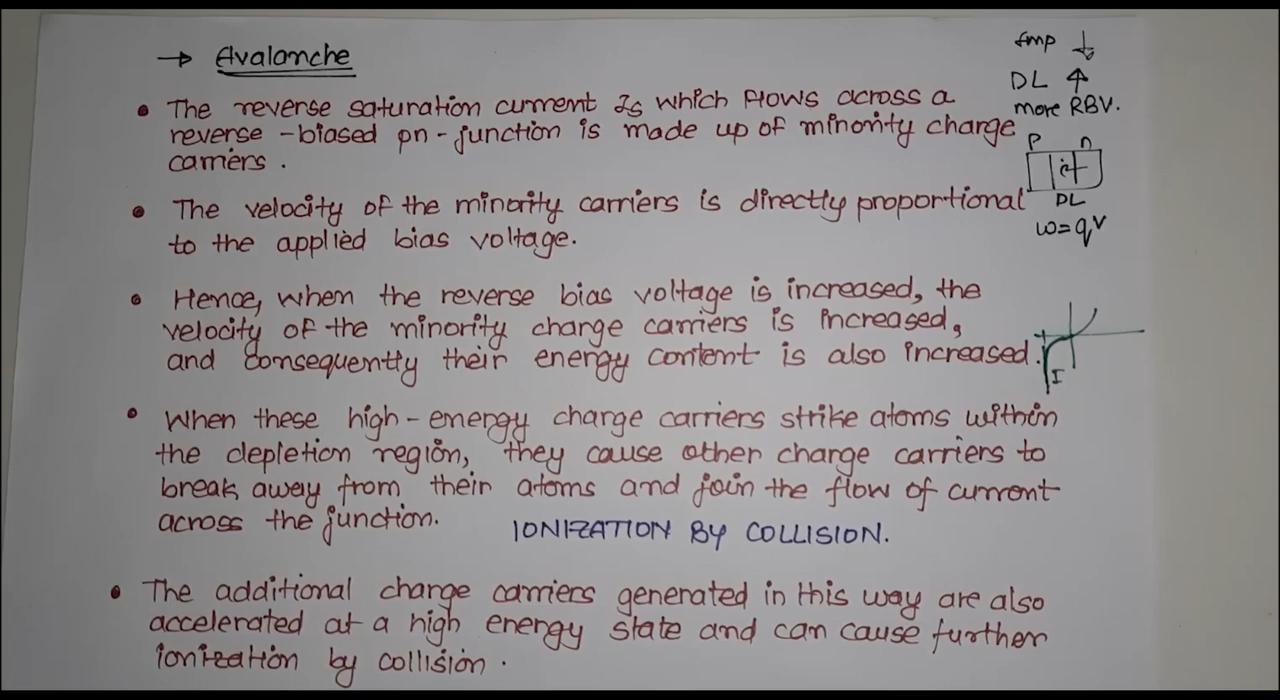 → Avalanche
• The reverse saturation current Is which flows across a
reverse-biased pn-junction is made up of minority charge
carriers.
• The velocity of the minority carriers is directly proportional
to the applied bias voltage.
• Hence, when the reverse bias voltage is increased, the
velocity of the minority charge carriers is increased,
and consequently their energy content is also increased.
• When these high-energy charge carriers strike atoms within
the depletion region, they cause other charge carriers to
break away from their atoms and join the flow of current
across the junction.
IONIZATION BY COLLISION.
• The additional charge carriers generated in this way are also
accelerated at a high energy state and can cause further
ionization by collision.
↓
DL ↑
more RBV.
P n
DL
w=qV
I